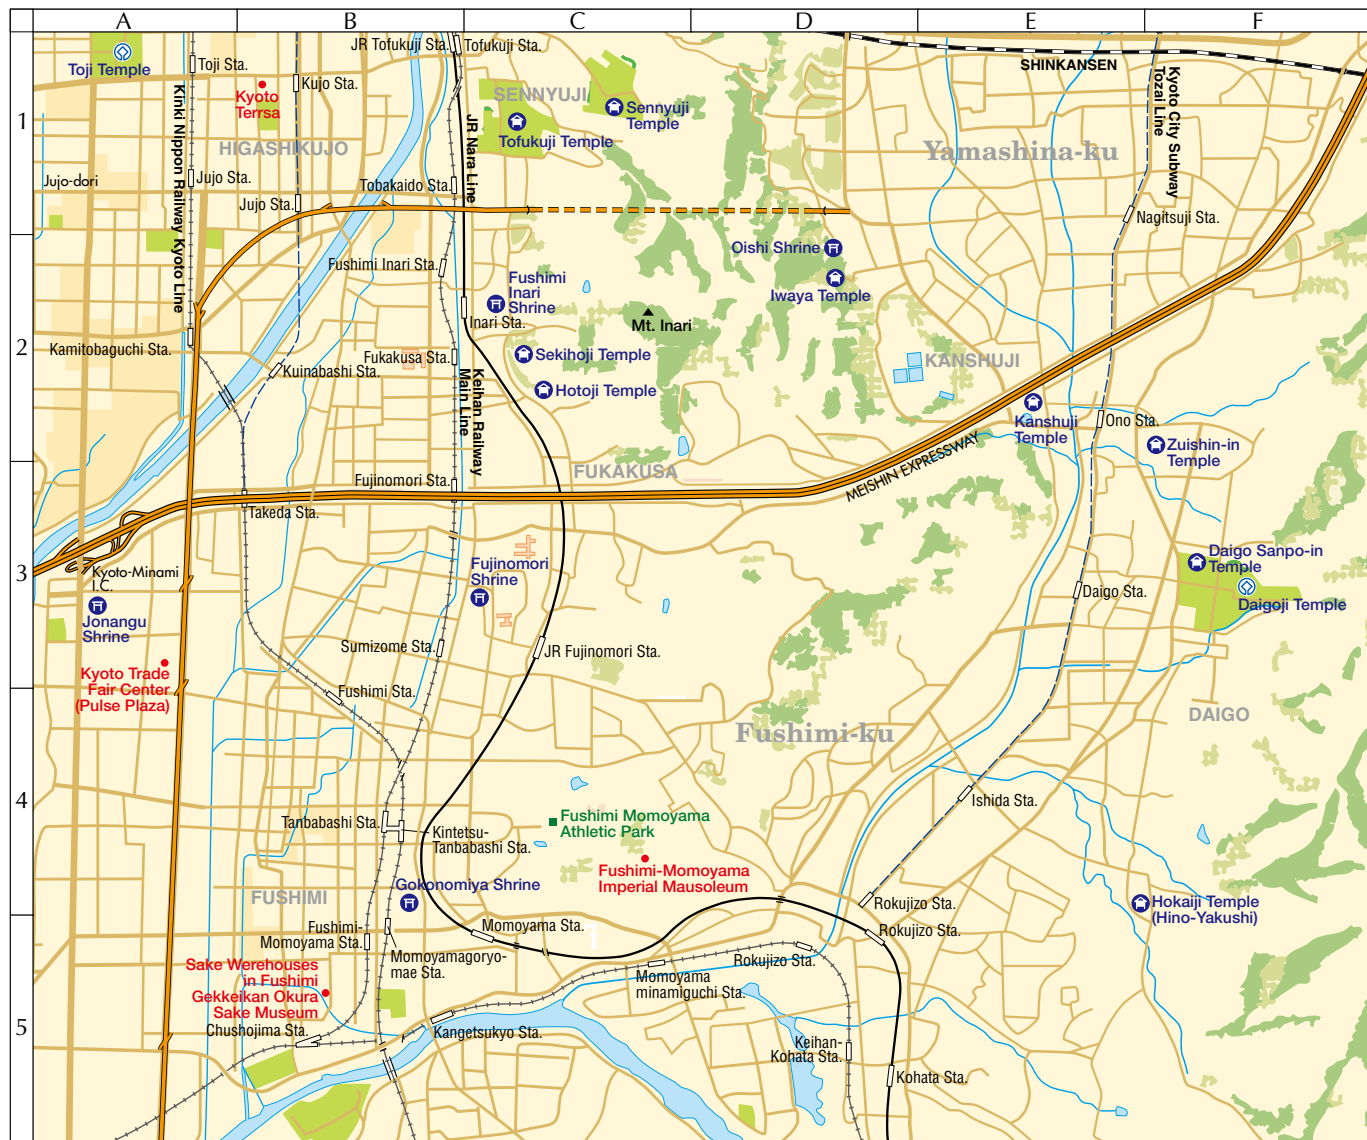 A
B
C
D
E
F
1
2
3
4
5
Toji Temple
Toji Sta.
Kyoto
Terrsa
Kujo Sta.
JR Tofukuji Sta.
Tofukuji Sta.
SENNYUJI
Sennyuji
Temple
Tofukuji Temple
SHINKANSEN
Kyoto City Subway
Tozai Line
Kinki Nippon Railway Kyoto Line
HIGASHIKUJO
JR Nara Line
Yamashina-ku
Jujo-dori
Jujo Sta.
Jujo Sta.
Tobakaido Sta.
Nagitsuji Sta.
Oishi Shrine
Iwaya Temple
Fushimi Inari Sta.
Fushimi
Inari
Shrine
Inari Sta.
Mt. Inari
Kamitobaguchi Sta.
Kuinabashi Sta.
Fukakusa Sta.
Sekihoji Temple
Hotoji Temple
KANSHUJI
Keihan Railway
Main Line
Kanshuji
Temple
Ono Sta.
Zuishin-in
Temple
FUKAKUSA
MEISHIN EXPRESSWAY
Fujinomori Sta.
Takeda Sta.
Kyoto-Minami
I.C.
Jonangu
Shrine
Fujinomori
Shrine
Daigo Sanpo-in
Temple
Daigoji Temple
Daigo Sta.
Kyoto Trade
Fair Center
(Pulse Plaza)
Sumizome Sta.
JR Fujinomori Sta.
Fushimi Sta.
Fushimi-ku
DAIGO
Ishida Sta.
Tanbabashi Sta.
Kintetsu-
Tanbabashi Sta.
Fushimi Momoyama
Athletic Park
Fushimi-Momoyama
Imperial Mausoleum
FUSHIMI
Gokonomiya Shrine
Rokujizo Sta.
Hokaiji Temple
(Hino-Yakushi)
Fushimi-
Momoyama Sta.
Momoyamagoryo-
mae Sta.
Momoyama Sta.
Rokujizo Sta.
Rokujizo Sta.
Momoyama
minamiguchi Sta.
Sake Werehouses
in Fushimi
Gekkeikan Okura
Sake Museum
Chushojima Sta.
Kangetsukyo Sta.
Keihan-
Kohata Sta.
Kohata Sta.